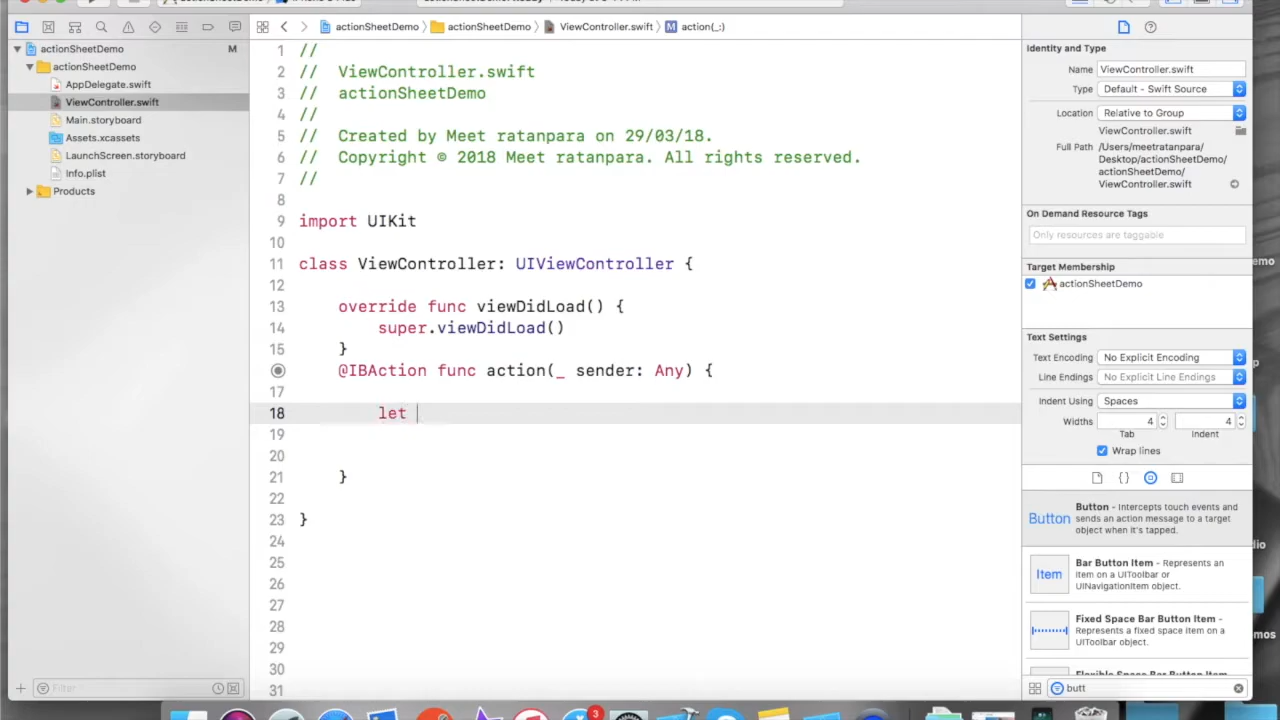 actionSheetDemo
actionSheetDemo
ViewController.swift
action(_:)
actionSheetDemo
M
actionSheetDemo
AppDelegate.swift
ViewController.swift
Main.storyboard
Assets.xcassets
LaunchScreen.storyboard
Info.plist
Products
Filter
1 //
2 // ViewController.swift
3 // actionSheetDemo
4 //
5 // Created by Meet ratanpara on 29/03/18.
6 // Copyright © 2018 Meet ratanpara. All rights reserved.
7 //
8
9 import UIKit
10
11 class ViewController: UIViewController {
12
13 override func viewDidLoad() {
14 super.viewDidLoad()
15 }
@IBAction func action(_ sender: Any) {
17
18 let
19
20
21 }
22
23 }
24
25
26
27
28
29
30
31
Identity and Type
Name ViewController.swift
Type Default - Swift Source
Location Relative to Group
ViewController.swift
Full Path /Users/meetratanpara/
Desktop/actionSheetDemo/
actionSheetDemo/
ViewController.swift
On Demand Resource Tags
Only resources are taggable
Target Membership
actionSheetDemo
Text Settings
Text Encoding No Explicit Encoding
Line Endings No Explicit Line Endings
Indent Using Spaces
Widths 4 4
Tab Indent
Wrap lines
{}
Button
Button - Intercepts touch events and
sends an action message to a target
object when it's tapped.
Item
Bar Button Item - Represents an
item on a UIToolbar or
UINavigationItem object.
Fixed Space Bar Button Item -
Represents a fixed space item on a
UIToolbar object.
Flexible Space Bar Button Item
butt
3